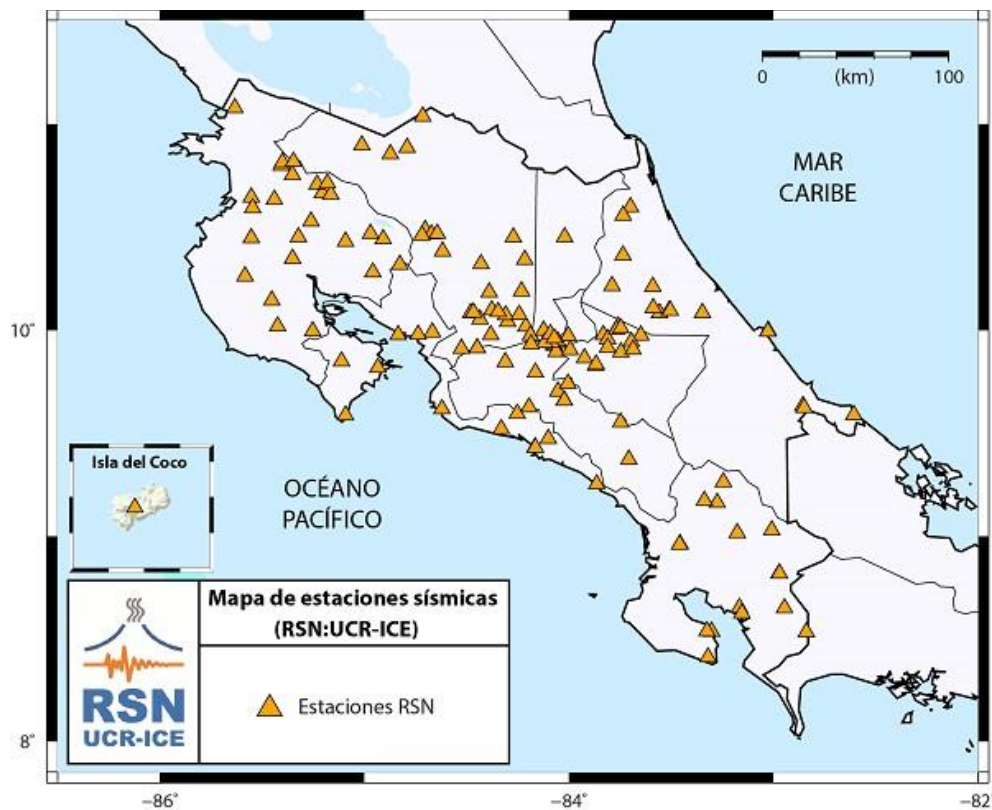 0
(km)
100
MAR
CARIBE
10°
Isla del Coco
OCÉANO
PACÍFICO
Mapa de estaciones sísmicas
(RSN:UCR-ICE)
RSN
UCR-ICE
Estaciones RSN
8°
−86°
−84°
−82